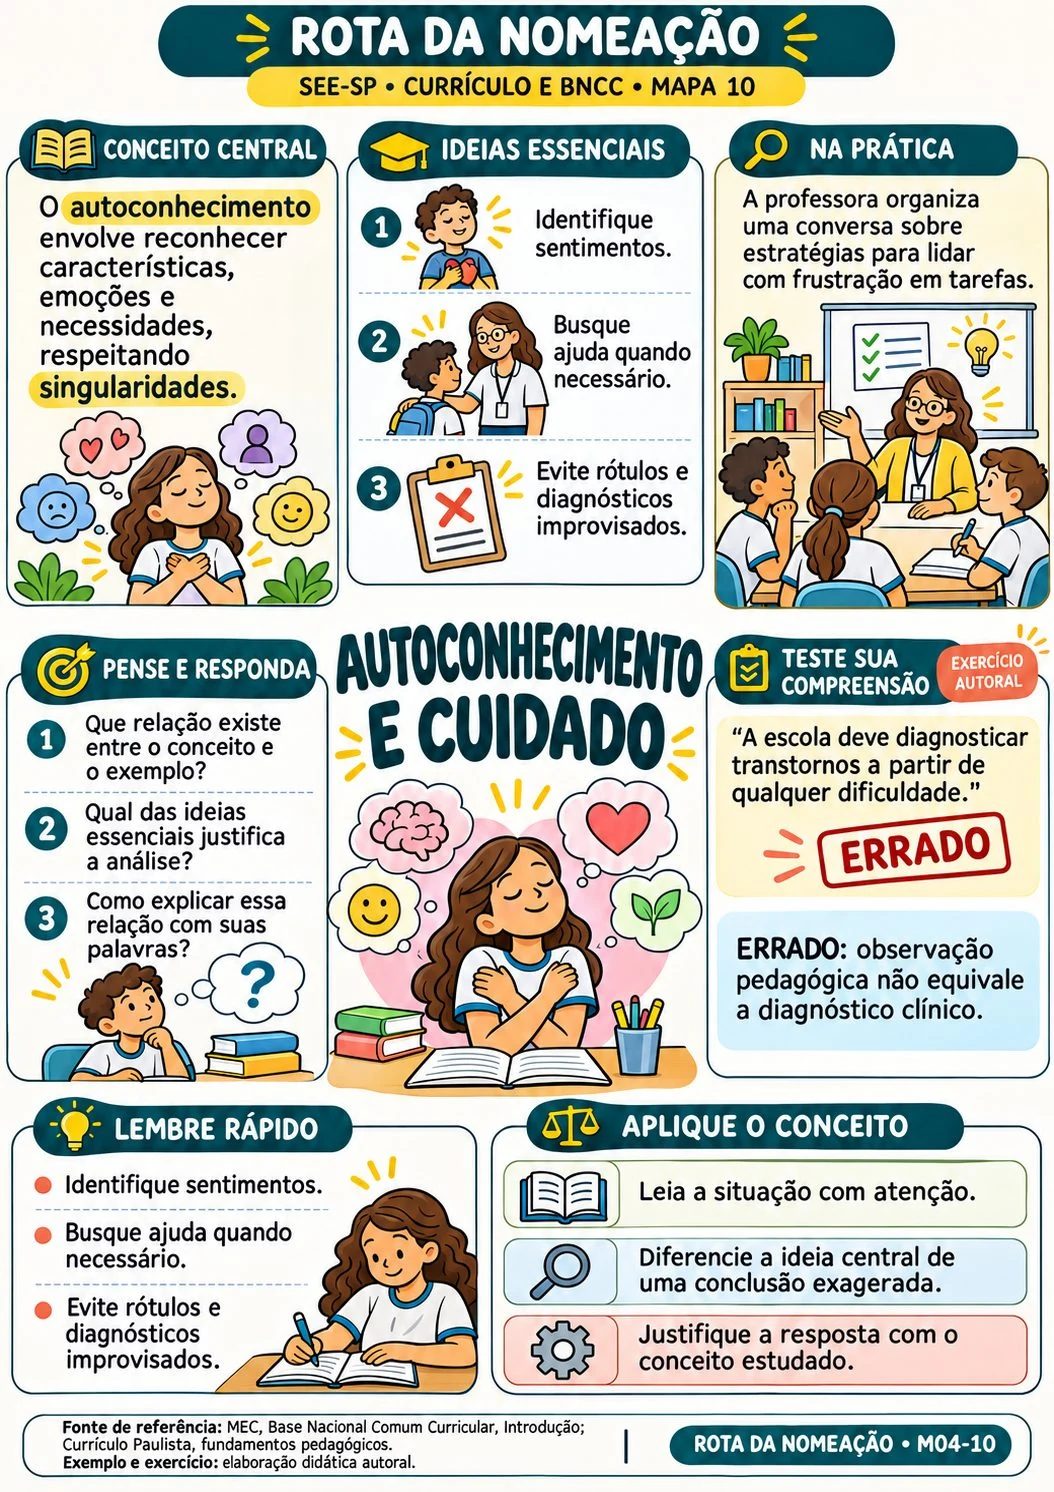 ROTA DA NOMEAÇÃO
SEE-SP • CURRÍCULO E BNCC • MAPA 10
CONCEITO CENTRAL
O autoconhecimento
envolve reconhecer
características,
emoções e
necessidades,
respeitando
singularidades.
IDEIAS ESSENCIAIS
1
Identifique
sentimentos.
2
Busque
ajuda quando
necessário.
3
Evite rótulos e
diagnósticos
improvisados.
NA PRÁTICA
A professora organiza
uma conversa sobre
estratégias para lidar
com frustração em tarefas.
PENSE E RESPONDA
1
Que relação existe
entre o conceito e
o exemplo?
2
Qual das ideias
essenciais justifica
a análise?
3
Como explicar essa
relação com suas
palavras?
?
AUTOCONHECIMENTO
E CUIDADO
TESTE SUA
COMPREENSÃO
EXERCÍCIO
AUTORAL
“A escola deve diagnosticar
transtornos a partir de
qualquer dificuldade.”
ERRADO
ERRADO: observação
pedagógica não equivale
a diagnóstico clínico.
LEMBRE RÁPIDO
Identifique sentimentos.
Busque ajuda quando
necessário.
Evite rótulos e
diagnósticos
improvisados.
APLIQUE O CONCEITO
Leia a situação com atenção.
Diferencie a ideia central de
uma conclusão exagerada.
Justifique a resposta com o
conceito estudado.
Fonte de referência: MEC, Base Nacional Comum Curricular, Introdução;
Currículo Paulista, fundamentos pedagógicos.
Exemplo e exercício: elaboração didática autoral.
ROTA DA NOMEAÇÃO • M04-10